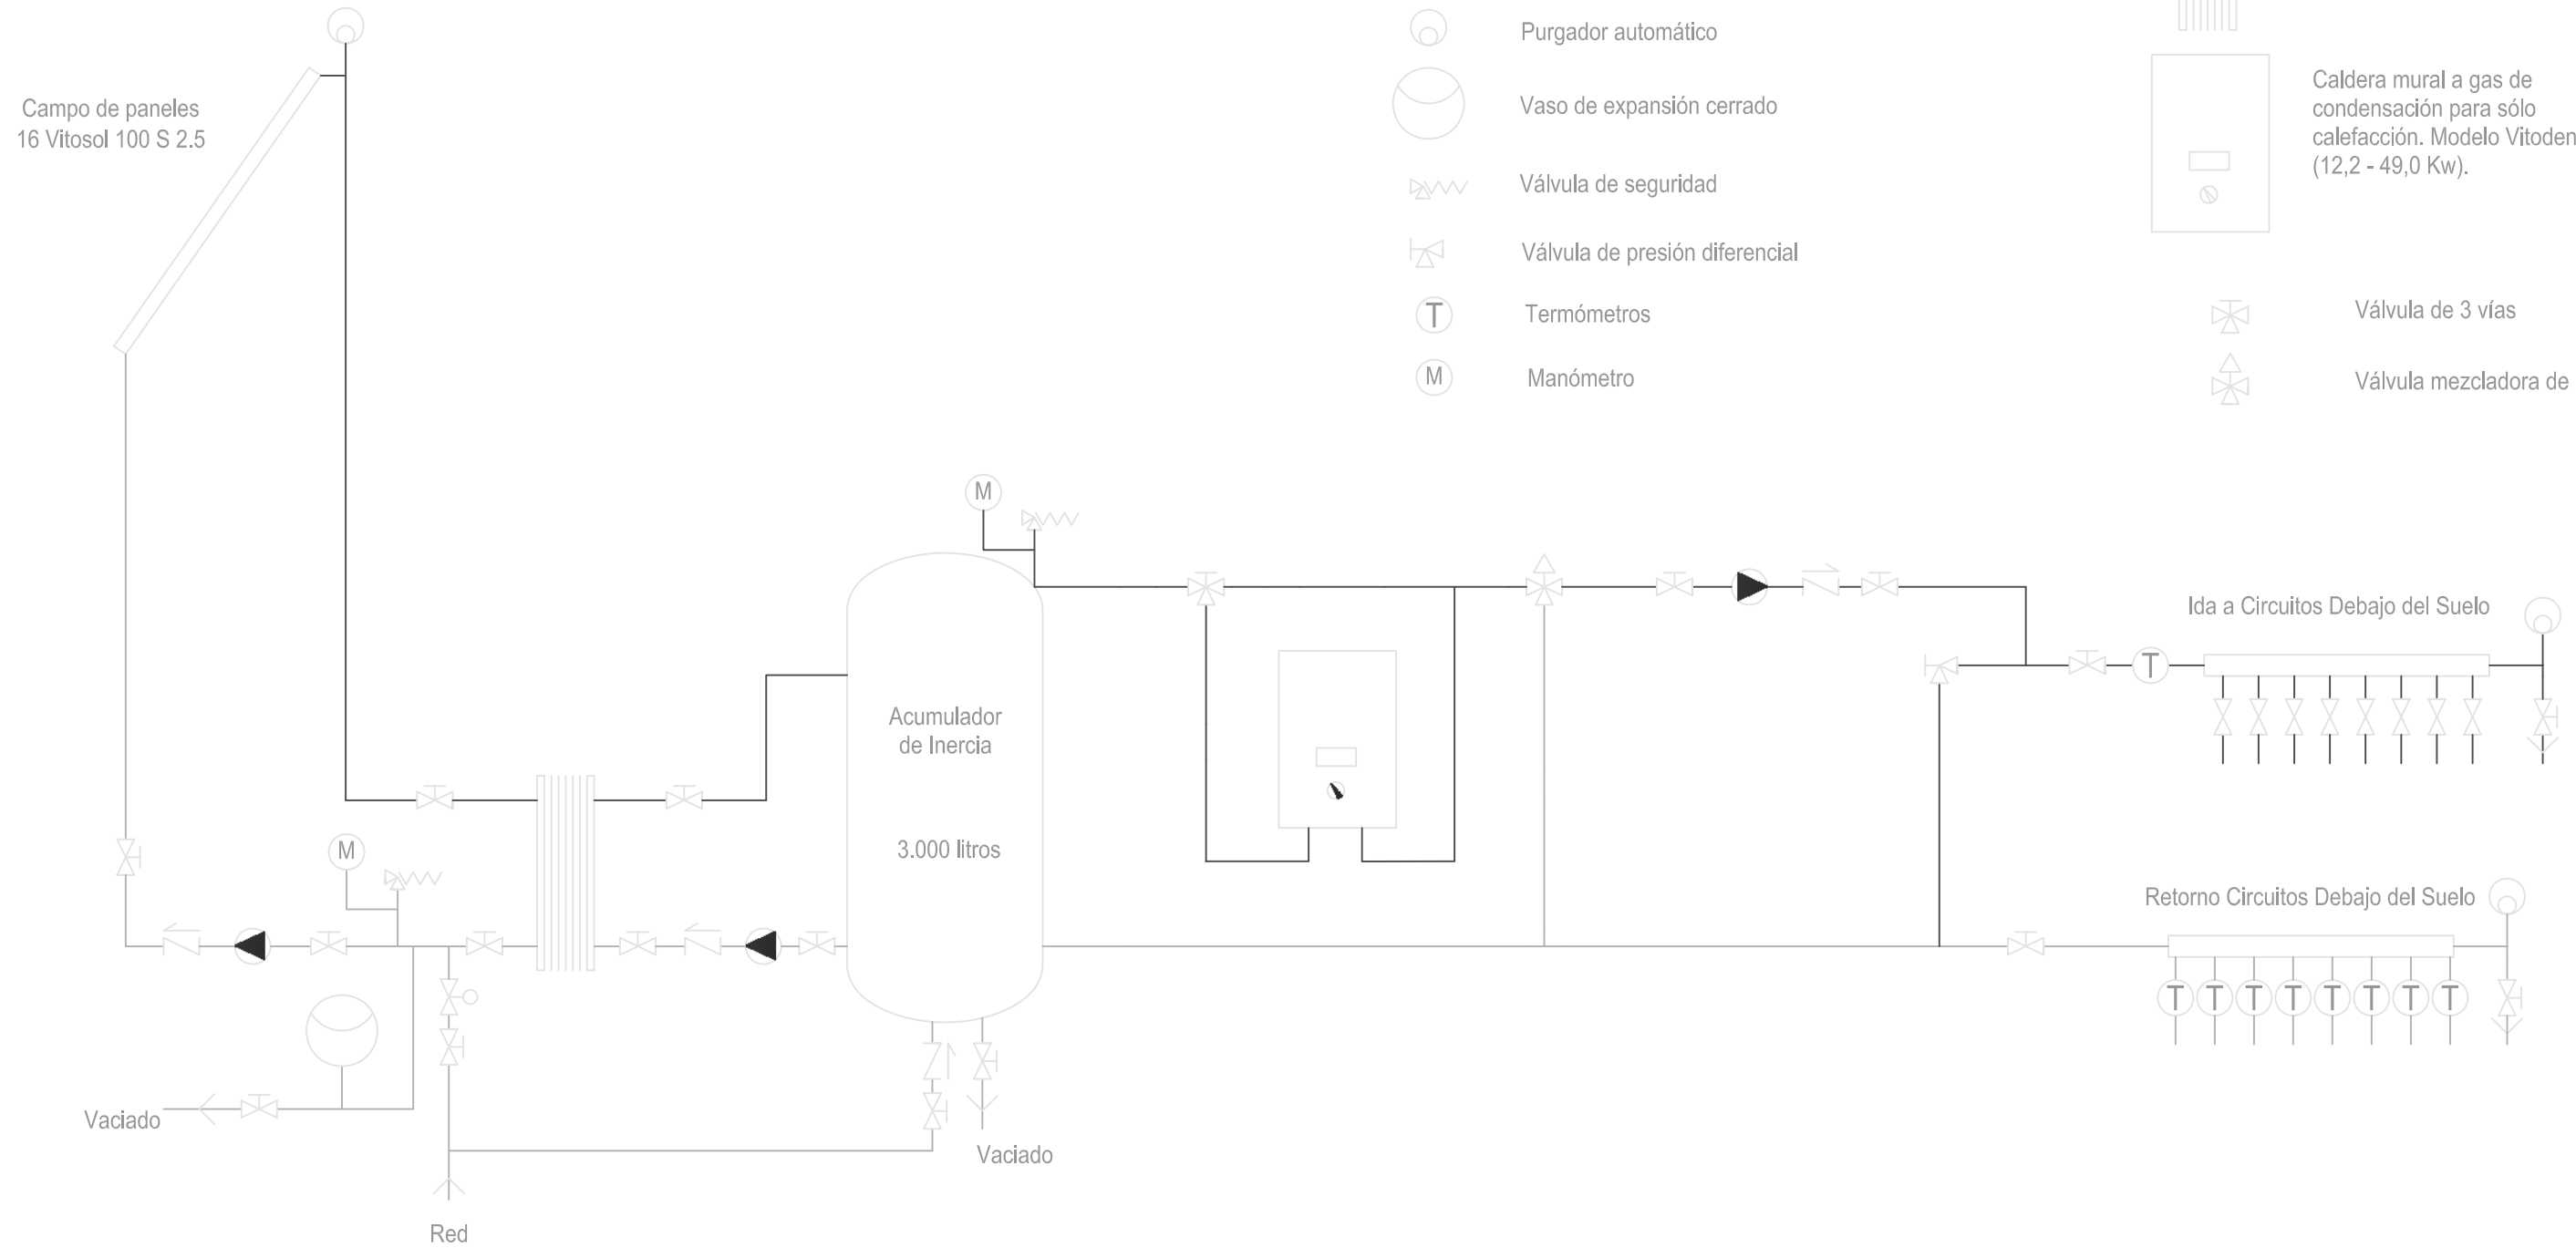 Purgador automático
Vaso de expansión cerrado
Válvula de seguridad
Válvula de presión diferencial
T
Termómetros
M
Manómetro
Caldera mural a gas de
condensación para sólo
calefacción. Modelo Vitoden
(12,2 - 49,0 Kw).
Válvula de 3 vías
Válvula mezcladora de
Campo de paneles
16 Vitosol 100 S 2.5
M
Ida a Circuitos Debajo del Suelo
T
Acumulador
de Inercia
3.000 litros
M
Retorno Circuitos Debajo del Suelo
T T T T T T T T
Vaciado
Vaciado
Red